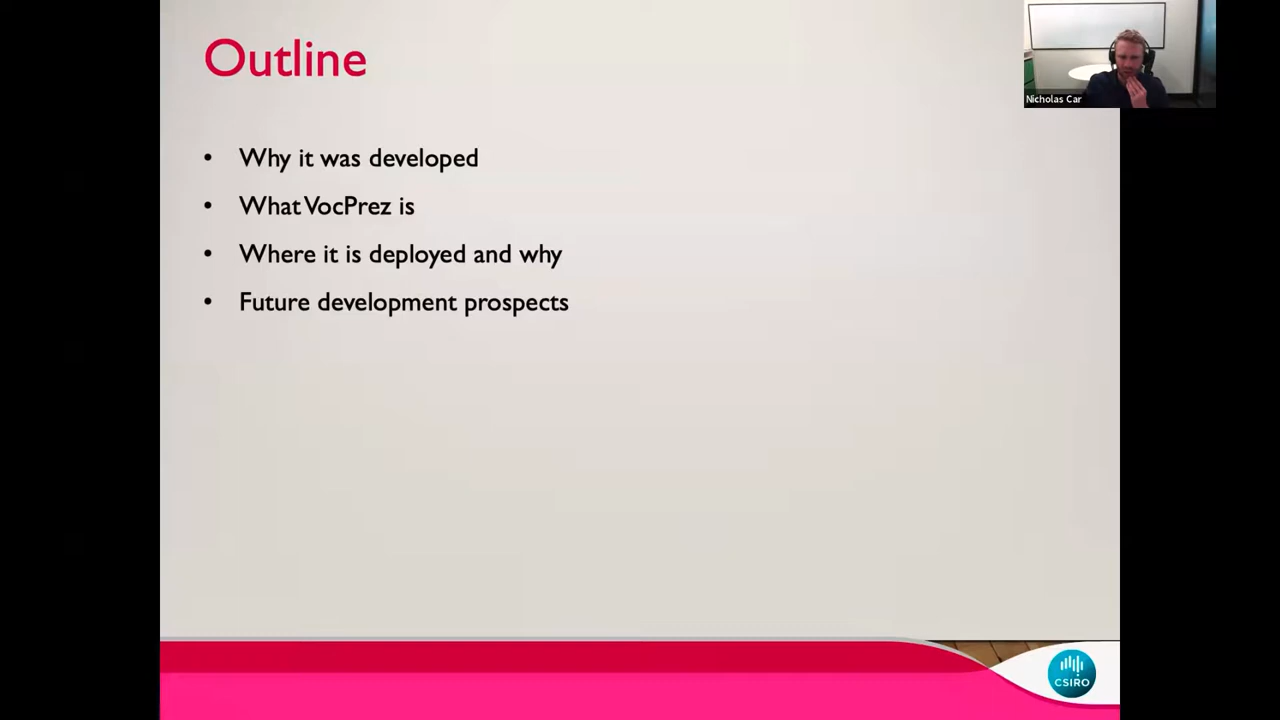 Outline
Nicholas Car
• Why it was developed
• What VocPrez is
• Where it is deployed and why
• Future development prospects
CSIRO